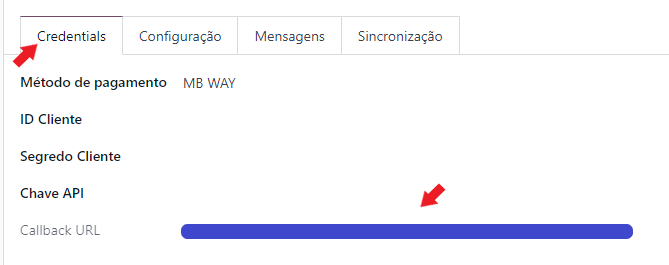 Credentials Configuração Mensagens Sincronização
Método de pagamento MB WAY
ID Cliente
Segredo Cliente
Chave API
Callback URL